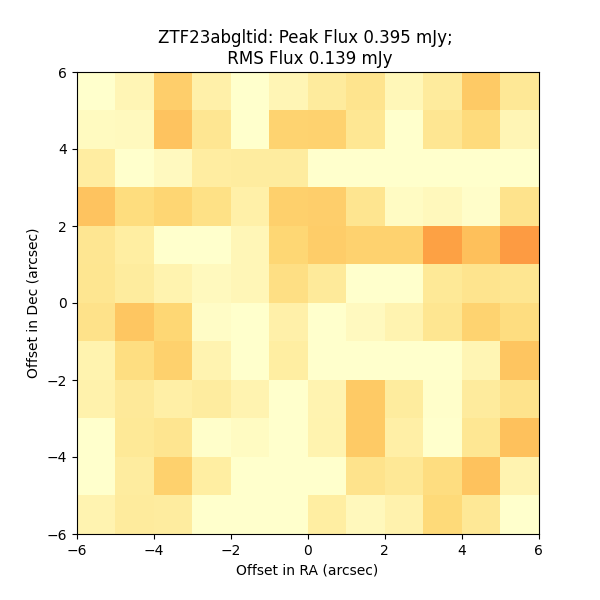 ZTF23abgltid: Peak Flux 0.395 mJy;
RMS Flux 0.139 mJy
6
4
2
0
−2
−4
−6
Offset in Dec (arcsec)
−6 −4 −2 0 2 4 6
Offset in RA (arcsec)